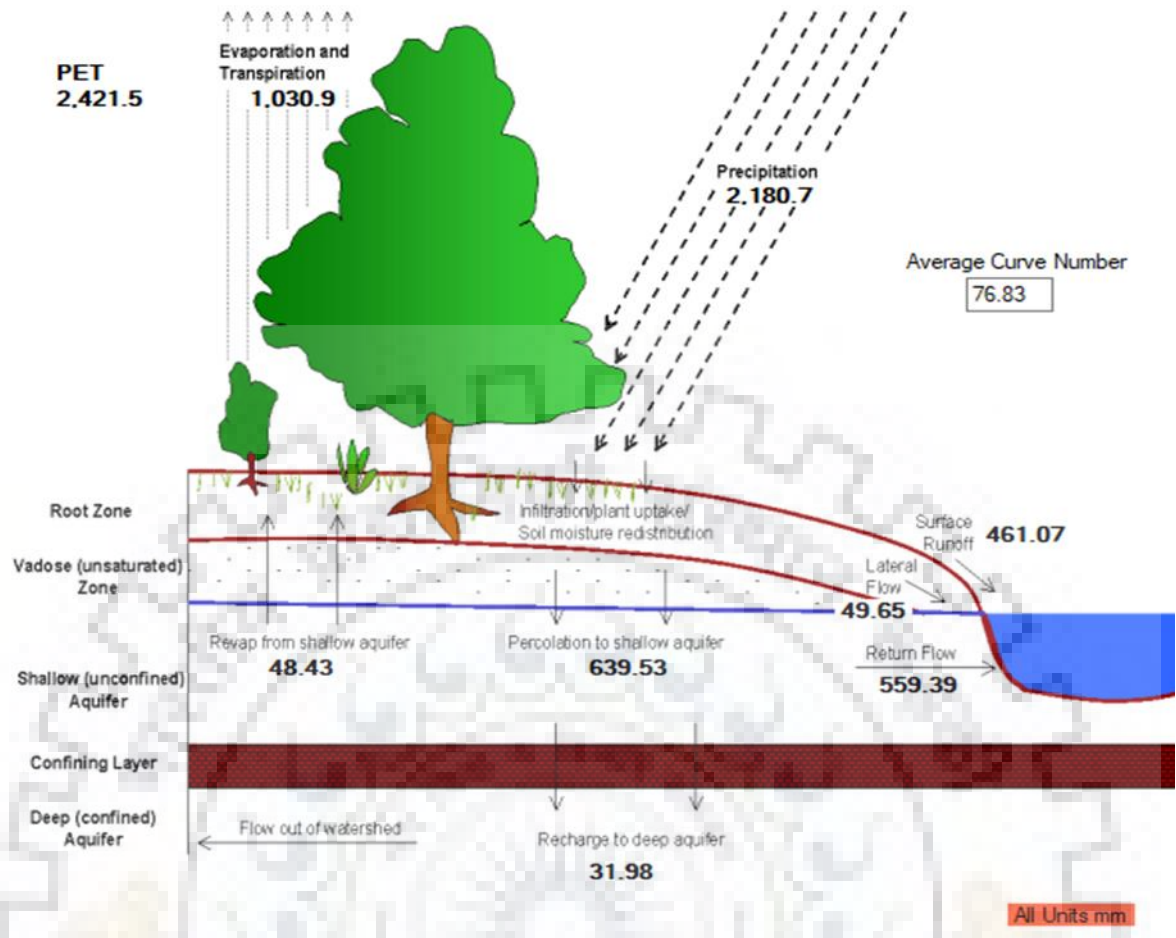 PET
2,421.5
Evaporation and
Transpiration
1,030.9
Precipitation
2,180.7
Average Curve Number
76.83
Root Zone
Infiltration/plant uptake/
Soil moisture redistribution
Surface
Runoff
461.07
Vadose (unsaturated)
Zone
Lateral
Flow
49.65
Revap from shallow aquifer
48.43
Percolation to shallow aquifer
639.53
Return Flow
559.39
Shallow (unconfined)
Aquifer
Confining Layer
Deep (confined)
Aquifer
Flow out of watershed
Recharge to deep aquifer
31.98
All Units mm